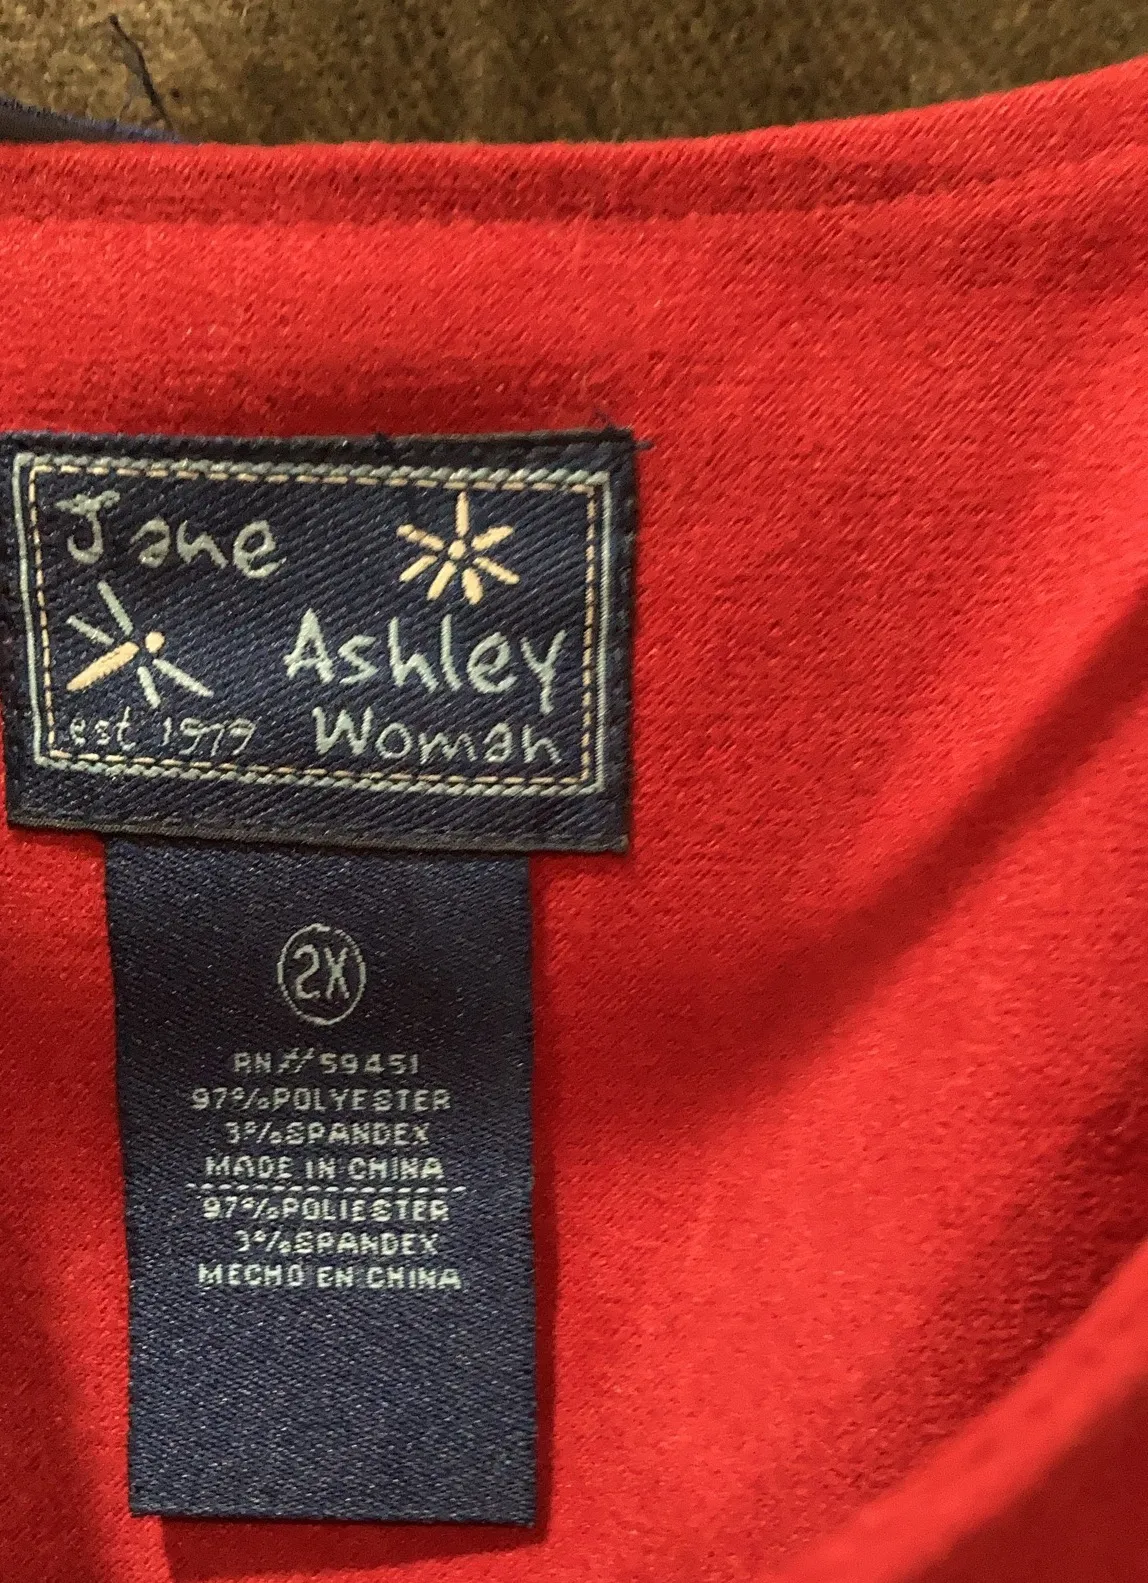 Jane
Ashley
est 1979 Woman
2X
RN# 59451
97% POLYESTER
3% SPANDEX
MADE IN CHINA
97% POLIESTER
3% SPANDEX
MECHO EN CHINA